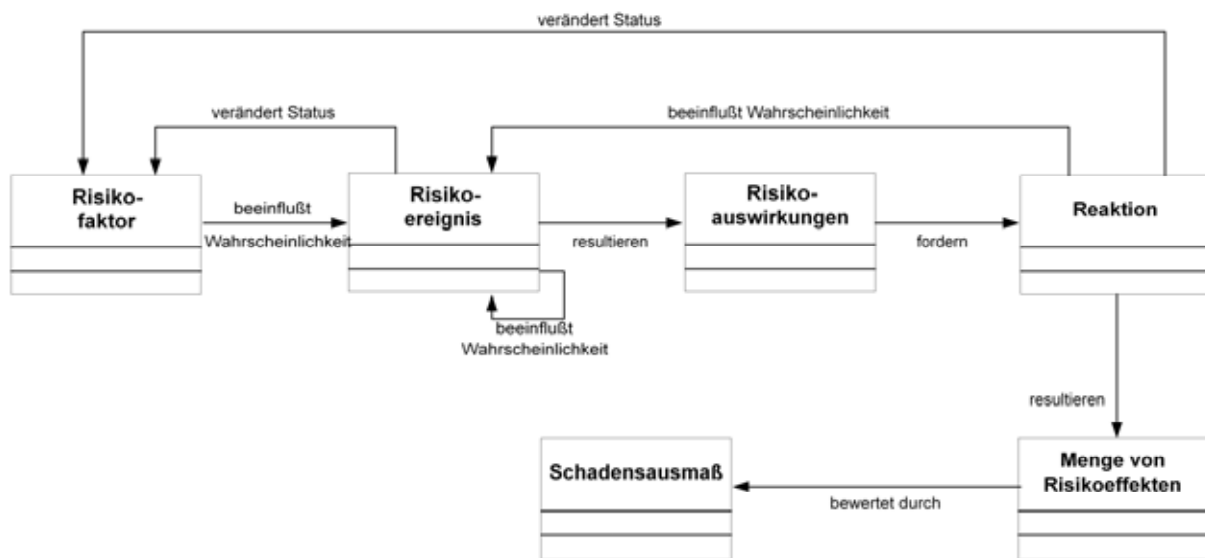 verändert Status
verändert Status
beeinflußt Wahrscheinlichkeit
Risiko-
faktor
beeinflußt
Wahrscheinlichkeit
Risiko-
ereignis
resultieren
Risiko-
auswirkungen
fordern
Reaktion
beeinflußt
Wahrscheinlichkeit
resultieren
Schadensausmaß
bewertet durch
Menge von
Risikoeffekten